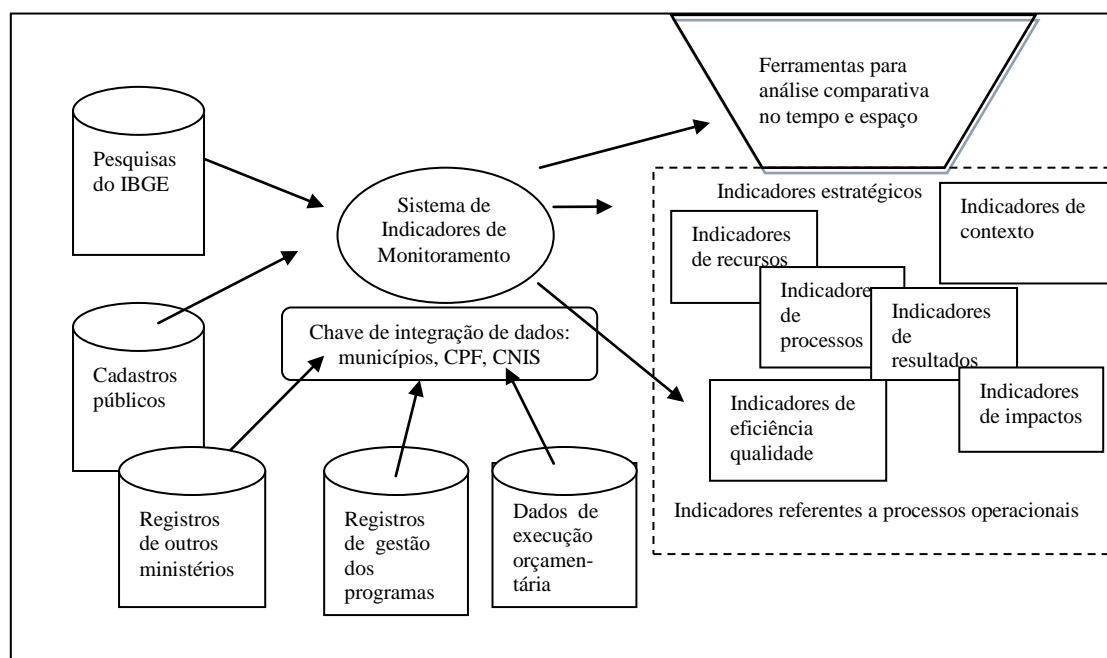 Ferramentas para
análise comparativa
no tempo e espaço
Pesquisas
do IBGE
Sistema de
Indicadores de
Monitoramento
Indicadores estratégicos
Indicadores de
contexto
Indicadores
de recursos
Indicadores
de
processos
Indicadores
de
resultados
Indicadores
de impactos
Indicadores de
eficiência
qualidade
Indicadores referentes a processos operacionais
Chave de integração de dados:
municípios, CPF, CNIS
Cadastros
públicos
Registros
de outros
ministérios
Registros
de gestão
dos
programas
Dados de
execução
orçamen-
tária